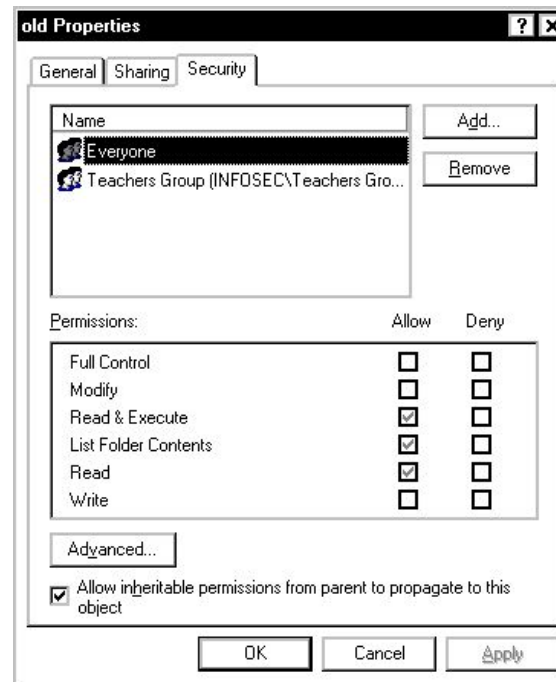 old Properties
General Sharing Security
Name
Add...
Everyone
Remove
Teachers Group (INFOSEC\Teachers Gro...
Permissions: Allow Deny
Full Control
Modify
Read & Execute
List Folder Contents
Read
Write
Advanced...
Allow inheritable permissions from parent to propagate to this
object
OK Cancel Apply